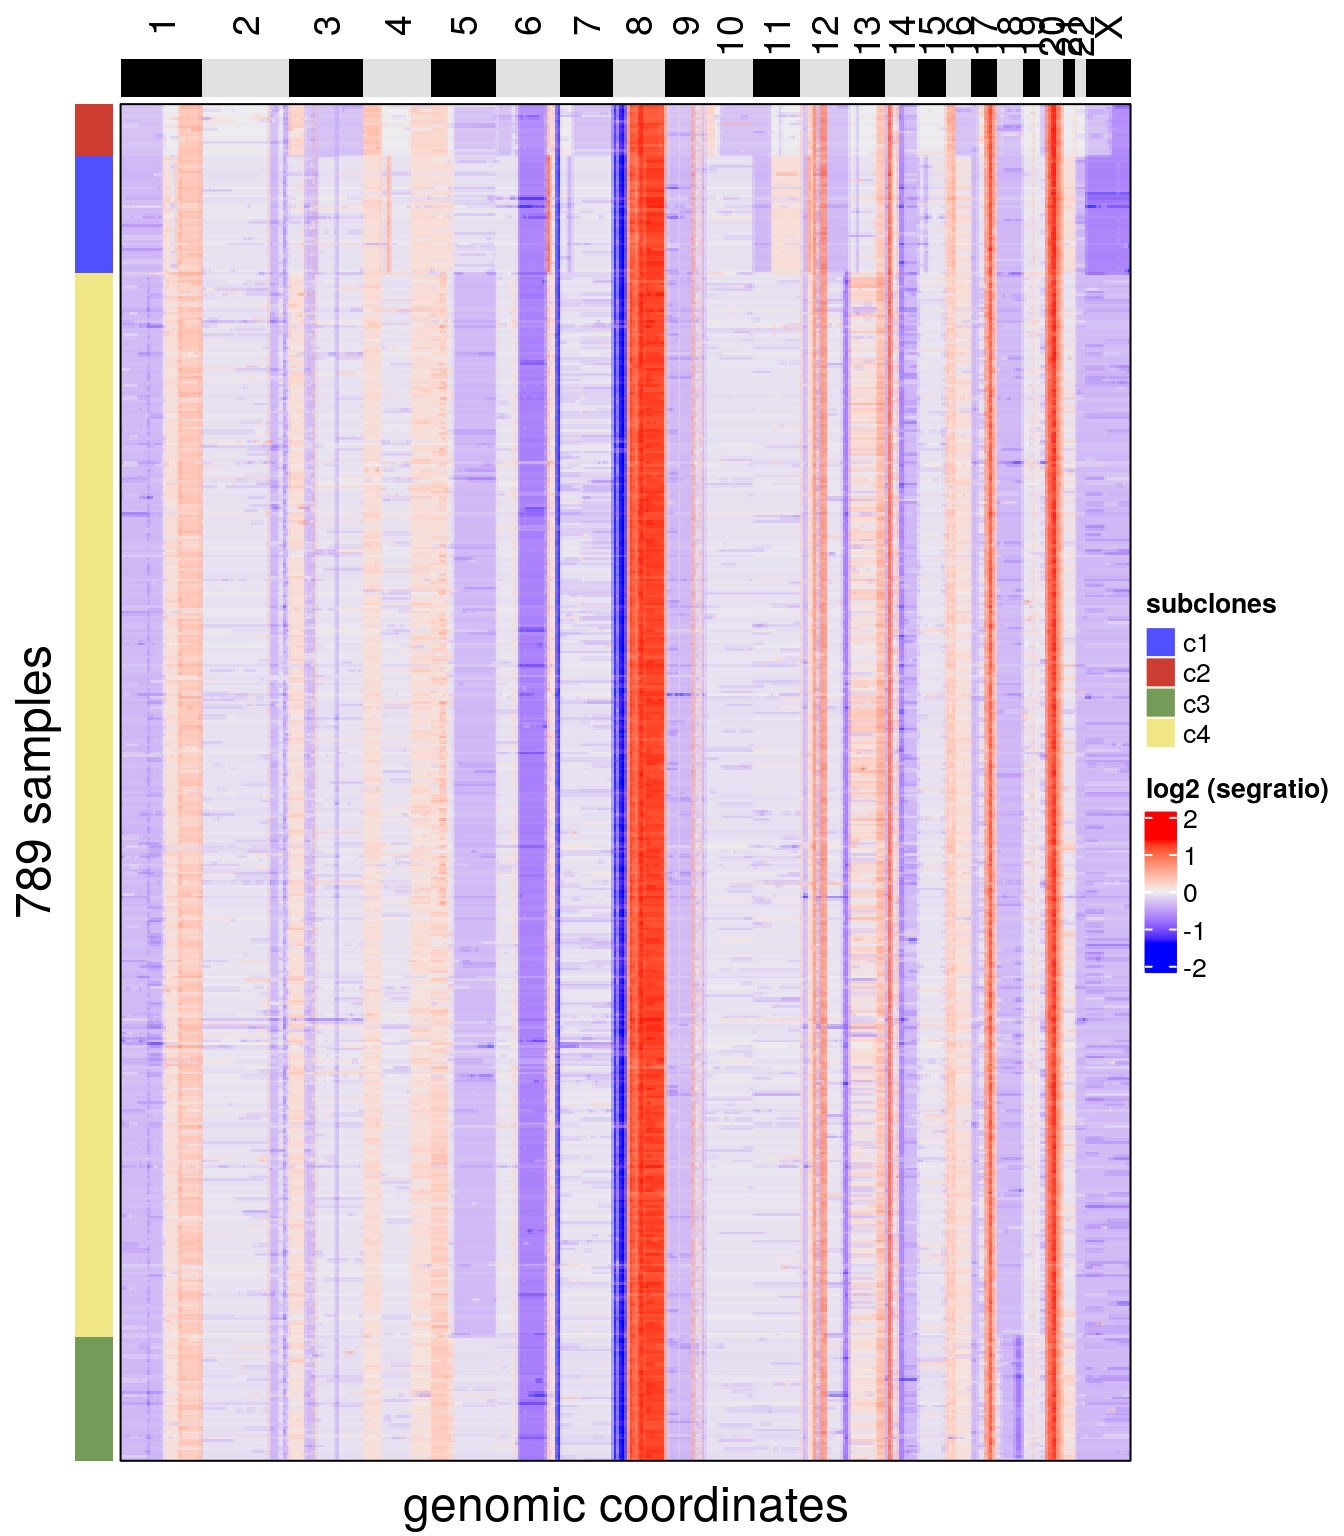 1 2 3 4 5 6 7 8 9 10 11 12 13 14 15 16 17 18 19 20 21 22 X
789 samples
subclones
c1
c2
c3
c4
log2 (segratio)
2
1
0
-1
-2
genomic coordinates